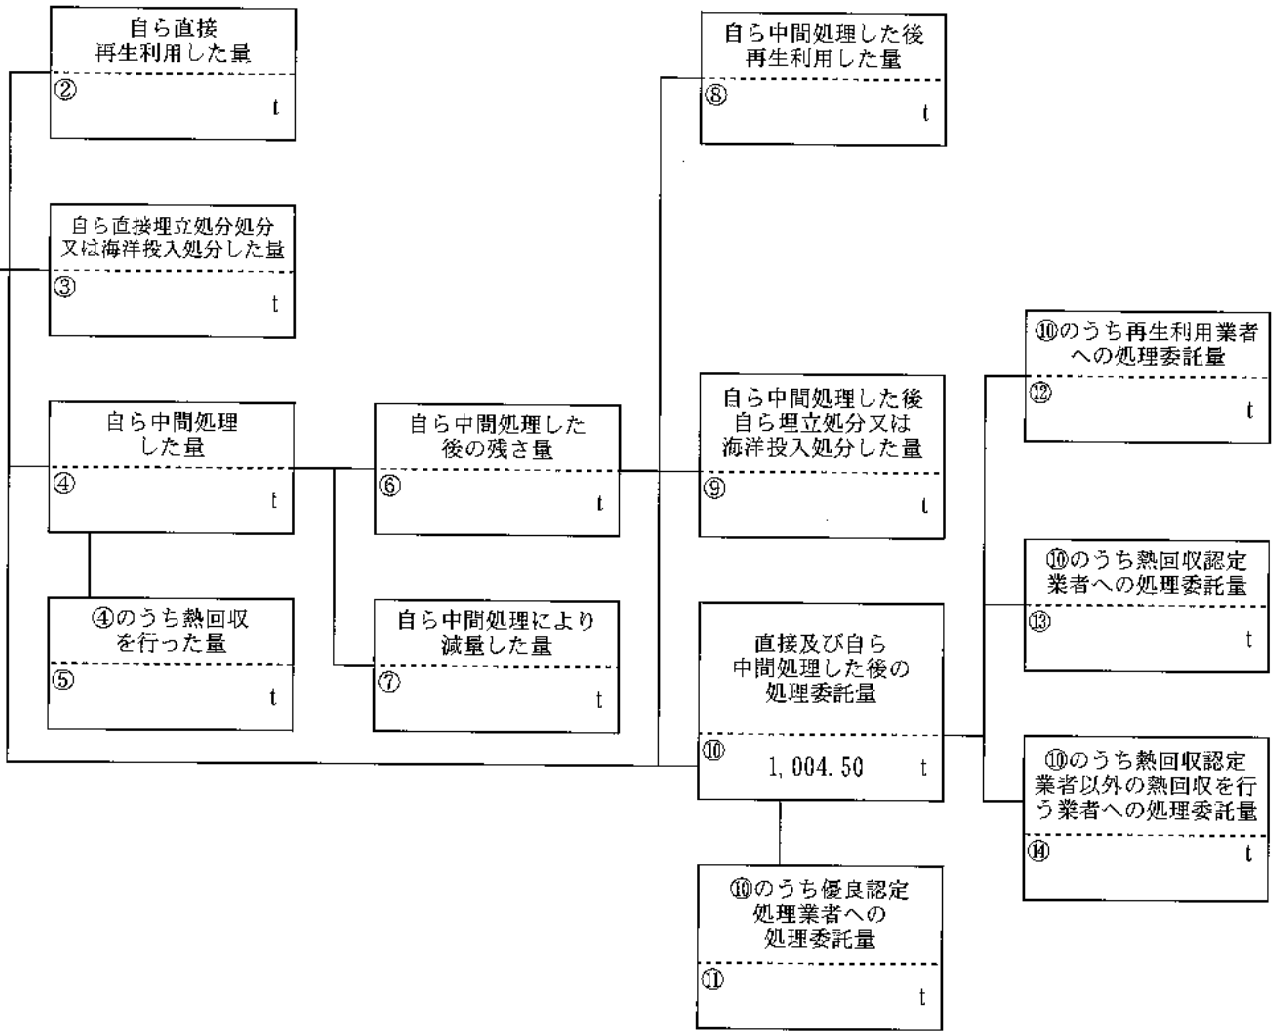 自ら直接
再生利用した量
②
t
自ら中間処理した後
再生利用した量
⑧
t
自ら直接埋立処分処分
又は海洋投入処分した量
③
t
⑩のうち再生利用業者
への処理委託量
⑫
t
自ら中間処理
した量
④
t
自ら中間処理した
後の残さ量
⑥
t
自ら中間処理した後
自ら埋立処分又は
海洋投入処分した量
⑨
t
⑩のうち熱回収認定
業者への処理委託量
⑬
t
④のうち熱回収
を行った量
⑤
t
自ら中間処理により
減量した量
⑦
t
直接及び自ら
中間処理した後の
処理委託量
⑩
1,004.50 t
⑩のうち熱回収認定
業者以外の熱回収を行
う業者への処理委託量
⑭
t
⑩のうち優良認定
処理業者への
処理委託量
⑪
t